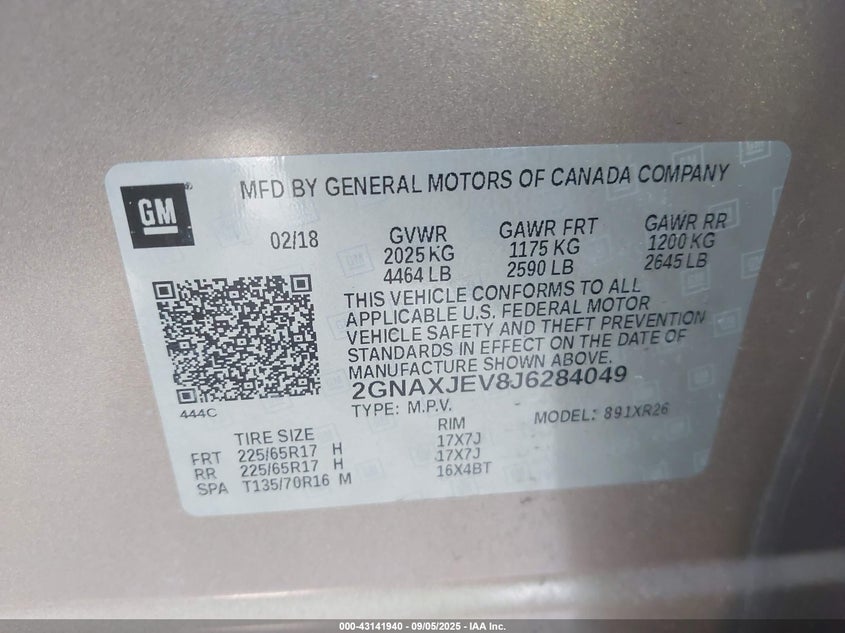 MFD BY GENERAL MOTORS OF CANADA COMPANY
GM
®
02/18 GVWR GAWR FRT GAWR RR
2025 KG 1175 KG 1200 KG
4464 LB 2590 LB 2645 LB
THIS VEHICLE CONFORMS TO ALL
APPLICABLE U.S. FEDERAL MOTOR
VEHICLE SAFETY AND THEFT PREVENTION
STANDARDS IN EFFECT ON THE DATE OF
MANUFACTURE SHOWN ABOVE.
2GNAXJEV8J6284049
444C
TYPE: M.P.V. MODEL: 891XR26
TIRE SIZE RIM
FRT 225/65R17 H 17X7J
RR 225/65R17 H 17X7J
SPA T135/70R16 M 16X4BT
000-43141940 - 09/05/2025 - IAA Inc.